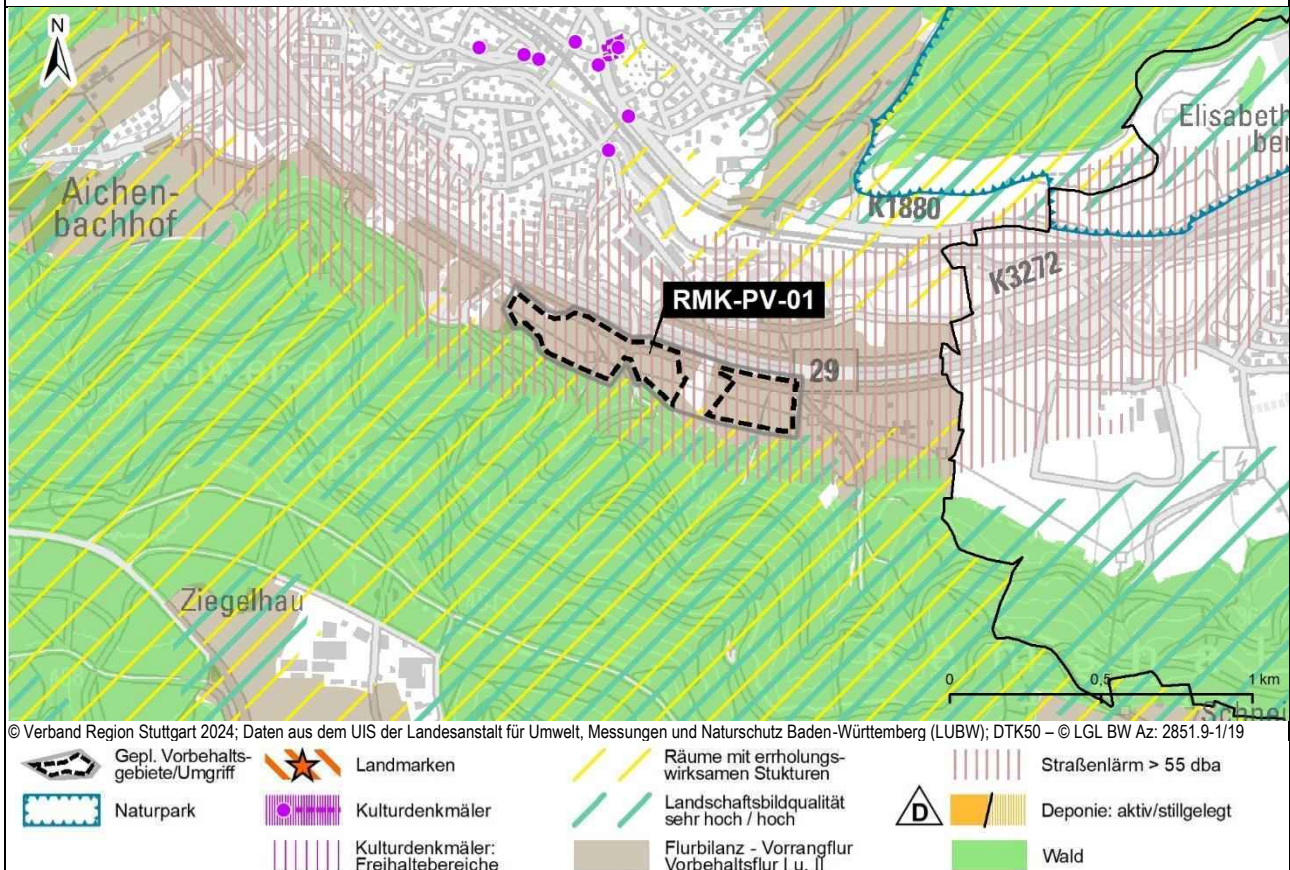 N
Elisabeth
ber
Aichen-
bachhof
K1880
K3272
RMK-PV-01
29
Ziegelhau
0
0,5
1 km
Schnei
© Verband Region Stuttgart 2024; Daten aus dem UIS der Landesanstalt für Umwelt, Messungen und Naturschutz Baden-Württemberg (LUBW); DTK50 – © LGL BW Az: 2851.9-1/19
Gepl. Vorbehalts-
gebiete/Umgriff
Landmarken
Räume mit errholungs-
wirksamen Stukturen
Straßenlärm > 55 dba
Naturpark
Kulturdenkmäler
Landschaftsbildqualität
sehr hoch / hoch
D
Deponie: aktiv/stillgelegt
Kulturdenkmäler:
Freihaltebereiche
Flurbilanz - Vorrangflur
Vorbehaltsflur I u. II
Wald